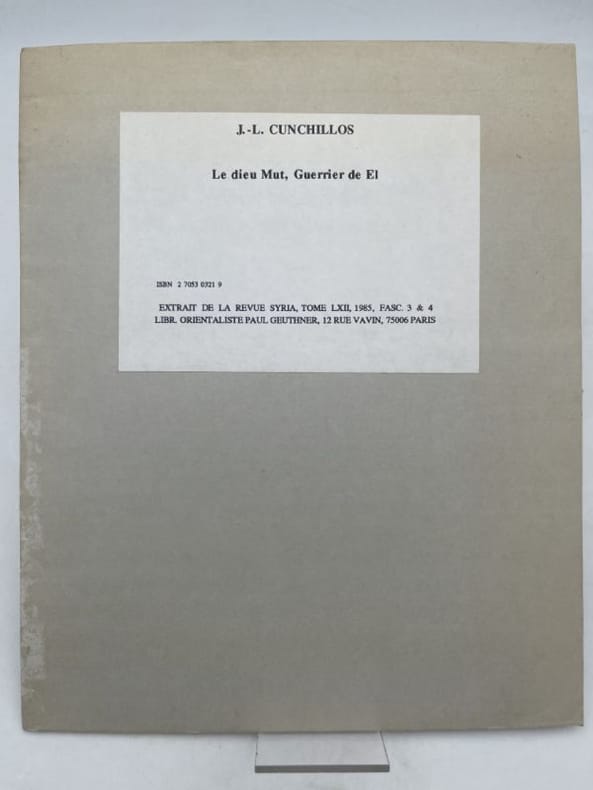 J.-L. CUNCHILLOS
Le dieu Mut, Guerrier de El
ISBN 2 7053 0321 9
EXTRAIT DE LA REVUE SYRIA, TOME LXII, 1985, FASC. 3 & 4
LIBR. ORIENTALISTE PAUL GEUTHNER, 12 RUE VAVIN, 75006 PARIS